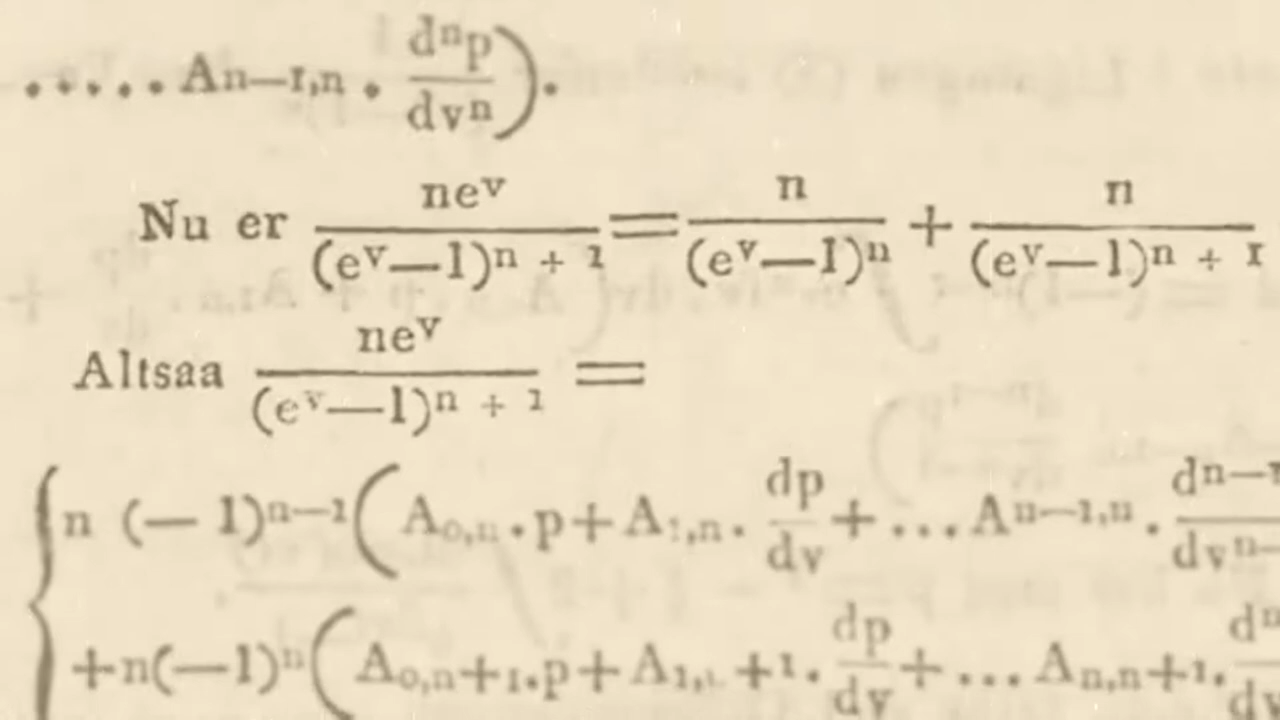 .....An—1,n . dⁿp/dvⁿ).
Nu er neᵛ/(eᵛ—1)ⁿ ⁺ ¹ = n/(eᵛ—1)ⁿ + n/(eᵛ—1)ⁿ ⁺ ¹
Altsaa neᵛ/(eᵛ—1)ⁿ ⁺ ¹ =
{n (—1)ⁿ⁻¹(A₀,ₙ.p+A₁,ₙ. dp/dv +...Aⁿ⁻¹,ⁿ.
+n(—1)ⁿ(A₀,ₙ₊₁.p+A₁, +1. dp/dv +...Aₙ,ₙ₊₁.